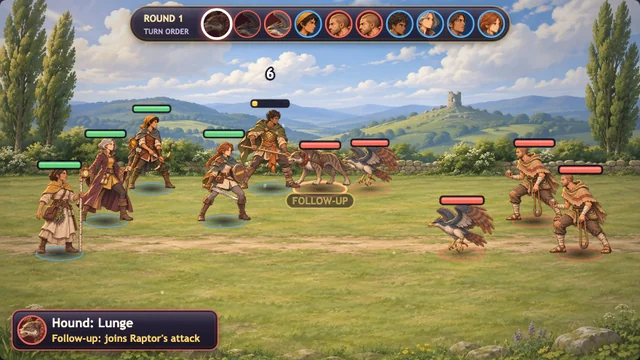 ROUND 1
TURN ORDER
6
FOLLOW-UP
Hound: Lunge
Follow-up: joins Raptor's attack